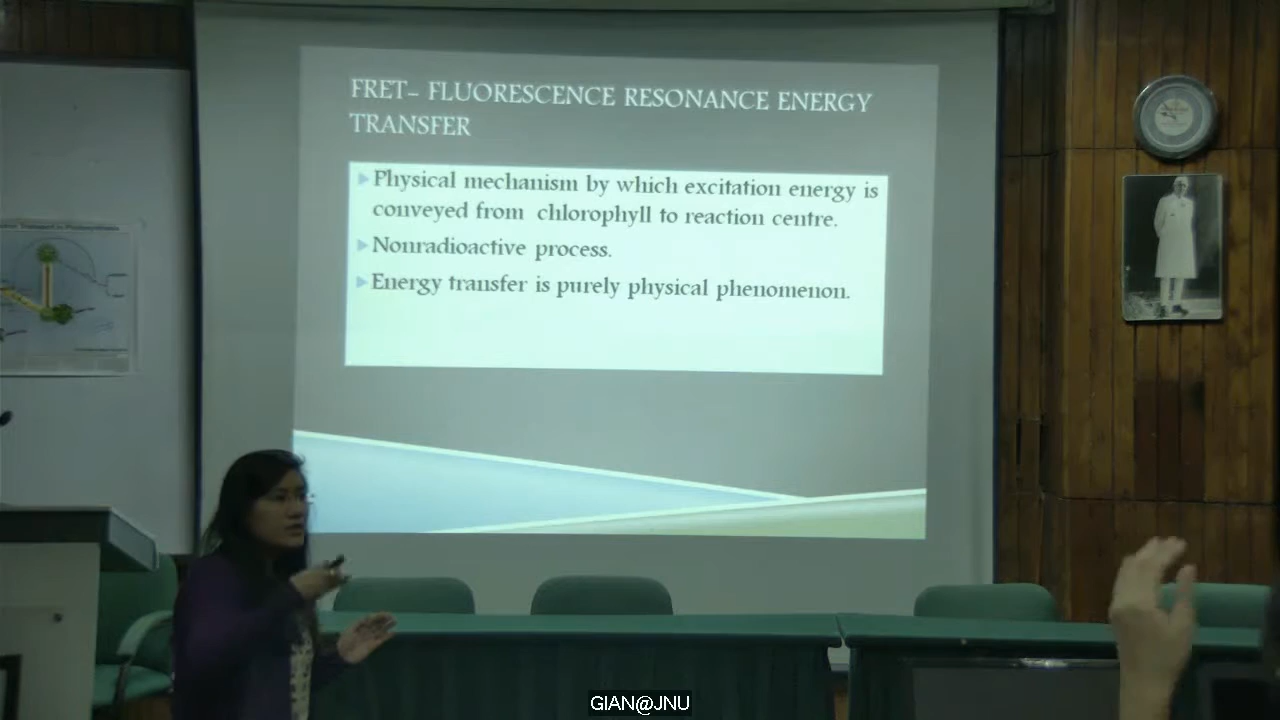 FRET- FLUORESCENCE RESONANCE ENERGY
TRANSFER
Physical mechanism by which excitation energy is
conveyed from chlorophyll to reaction centre.
Nonradioactive process.
Energy transfer is purely physical phenomenon.
GIAN@JNU